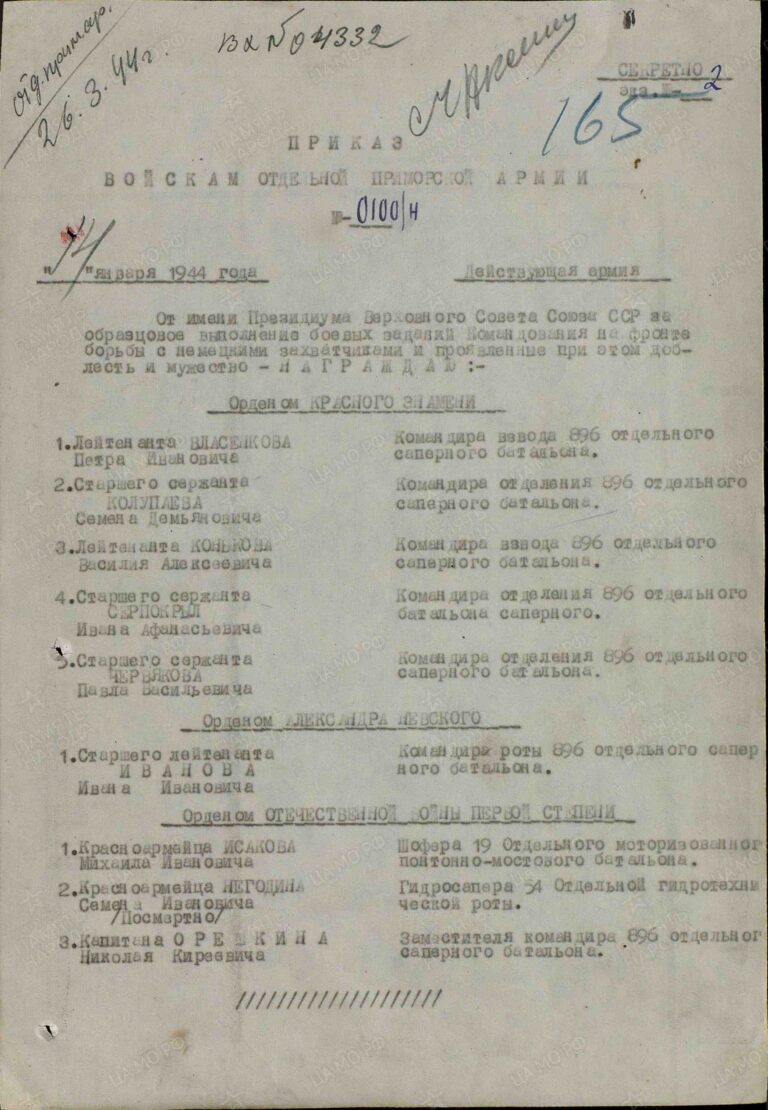 Отд.примар.
26.3.44г.
Вх№04332
СЕКРЕТНО
экз.№- 2
165
ПРИКАЗ
ВОЙСКАМ ОТДЕЛЬНОЙ ПРИМОРСКОЙ АРМИИ
№-0100/н
"14"января 1944 года Действующая армия
От имени Президиума Верховного Совета Союза ССР за
образцовое выполнение боевых заданий Командования на фронте
борьбы с немецкими захватчиками и проявленные при этом доб-
лесть и мужество - Н А Г Р А Ж Д А Ю :-
Орденом КРАСНОГО ЗНАМЕНИ
1.Лейтенанта ВЛАСЕНКОВА Командира взвода 896 отдельного
Петра Ивановича саперного батальона.
2.Старшего сержанта Командира отделения 896 отдельного
КОЛУПАЕВА саперного батальона.
Семена Демьяновича
3.Лейтенанта КОНЬКОВА Командира взвода 896 отдельного
Василия Алексеевича саперного батальона.
4.Старшего сержанта Командира отделения 896 отдельного
СЕРПОКРЫЛ батальона саперного.
Ивана Афанасьевича
5.Старшего сержанта Командира отделения 896 отдельного
ЧЕРВЯКОВА саперного батальона.
Павла Васильевича
Орденом АЛЕКСАНДРА НЕВСКОГО
1.Старшего лейтенанта Командира роты 896 отдельного сапер
И В А Н О В А ного батальона.
Ивана Ивановича
Орденом ОТЕЧЕСТВЕННОЙ ВОЙНЫ ПЕРВОЙ СТЕПЕНИ
1.Красноармейца ИСАКОВА Шофера 19 Отдельного моторизованног
Михаила Ивановича понтонно-мостового батальона.
2.Красноармейца НЕГОДИНА Гидросапера 54 Отдельной гидротехни
Семена Ивановича ческой роты.
/Посмертно/
3.Капитана О Р Е Ш К И Н А Заместителя командира 896 отдельног
Николая Киреевича саперного батальона.
////////////////////